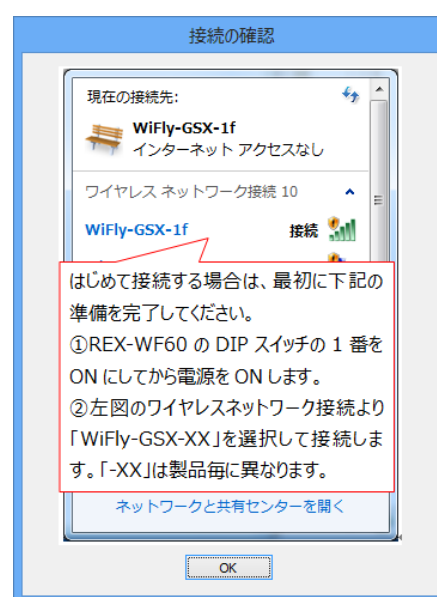 接続の確認
現在の接続先:
WiFly-GSX-1f
インターネット アクセスなし
ワイヤレス ネットワーク接続 10
WiFly-GSX-1f 接続
はじめて接続する場合は、最初に下記の
準備を完了してください。
①REX-WF60 の DIP スイッチの 1 番を
ON にしてから電源を ON します。
②左図のワイヤレスネットワーク接続より
「WiFly-GSX-XX」を選択して接続しま
す。「-XX」は製品毎に異なります。
ネットワークと共有センターを開く
OK